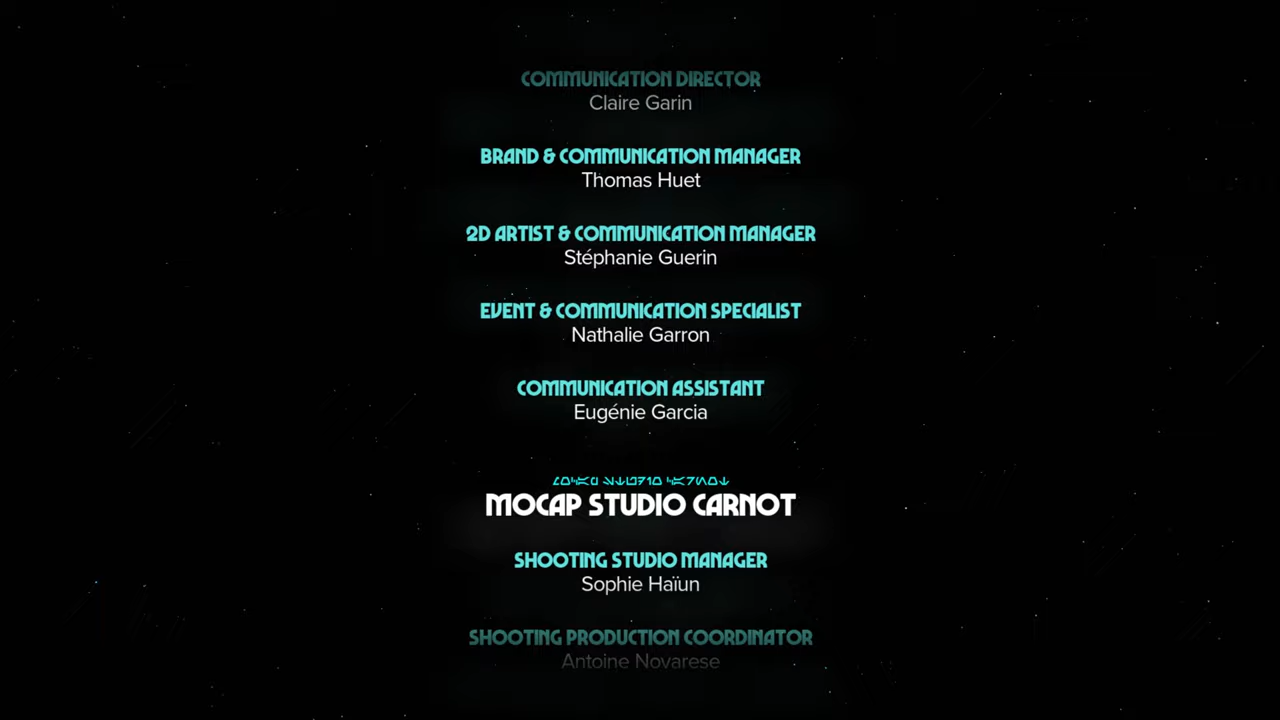 COMMUNICATION DIRECTOR
Claire Garin
BRAND & COMMUNICATION MANAGER
Thomas Huet
2D ARTIST & COMMUNICATION MANAGER
Stéphanie Guerin
EVENT & COMMUNICATION SPECIALIST
Nathalie Garron
COMMUNICATION ASSISTANT
Eugénie Garcia
MOCAP STUDIO CARNOT
SHOOTING STUDIO MANAGER
Sophie Haïun
SHOOTING PRODUCTION COORDINATOR
Antoine Novarese